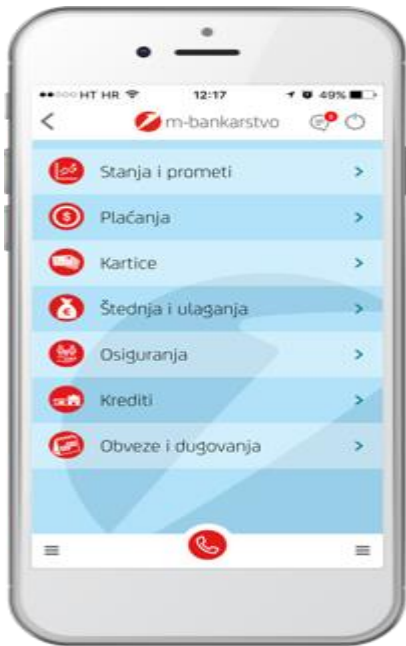 HT HR 12:17 49%
m-bankarstvo
Stanja i prometi
Plaćanja
Kartice
Štednja i ulaganja
Osiguranja
Krediti
Obveze i dugovanja